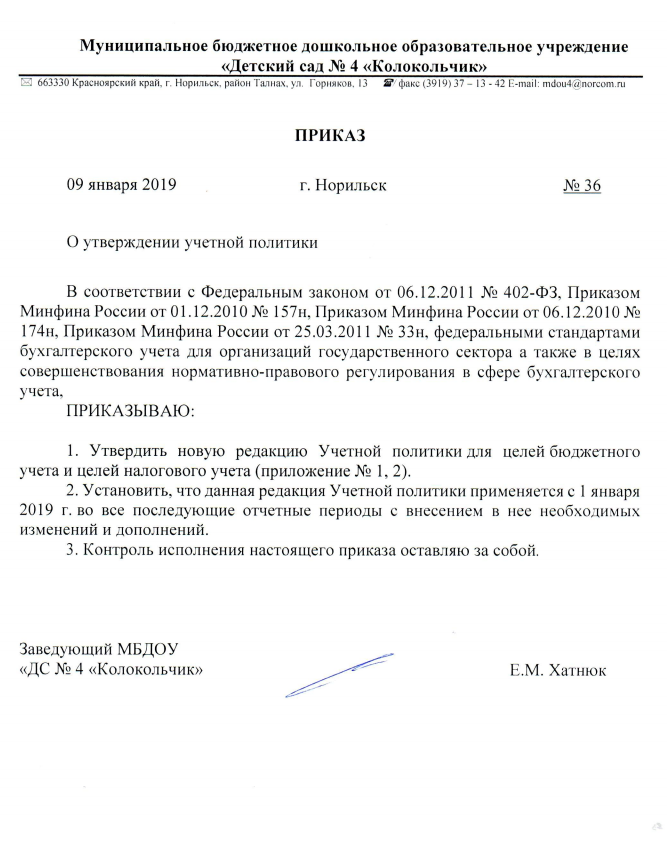 Муниципальное бюджетное дошкольное образовательное учреждение
«Детский сад № 4 «Колокольчик»
663330 Красноярский край, г. Норильск, район Талнах, ул. Горняков, 13 факс (3919) 37 – 13 - 42 E-mail: mdou4@norcom.ru
ПРИКАЗ
09 января 2019 г. Норильск № 36
О утверждении учетной политики
В соответствии с Федеральным законом от 06.12.2011 № 402-ФЗ, Приказом
Минфина России от 01.12.2010 № 157н, Приказом Минфина России от 06.12.2010 №
174н, Приказом Минфина России от 25.03.2011 № 33н, федеральными стандартами
бухгалтерского учета для организаций государственного сектора а также в целях
совершенствования нормативно-правового регулирования в сфере бухгалтерского
учета,
ПРИКАЗЫВАЮ:
1. Утвердить новую редакцию Учетной политики для целей бюджетного
учета и целей налогового учета (приложение № 1, 2).
2. Установить, что данная редакция Учетной политики применяется с 1 января
2019 г. во все последующие отчетные периоды с внесением в нее необходимых
изменений и дополнений.
3. Контроль исполнения настоящего приказа оставляю за собой.
Заведующий МБДОУ
«ДС № 4 «Колокольчик» Е.М. Хатнюк